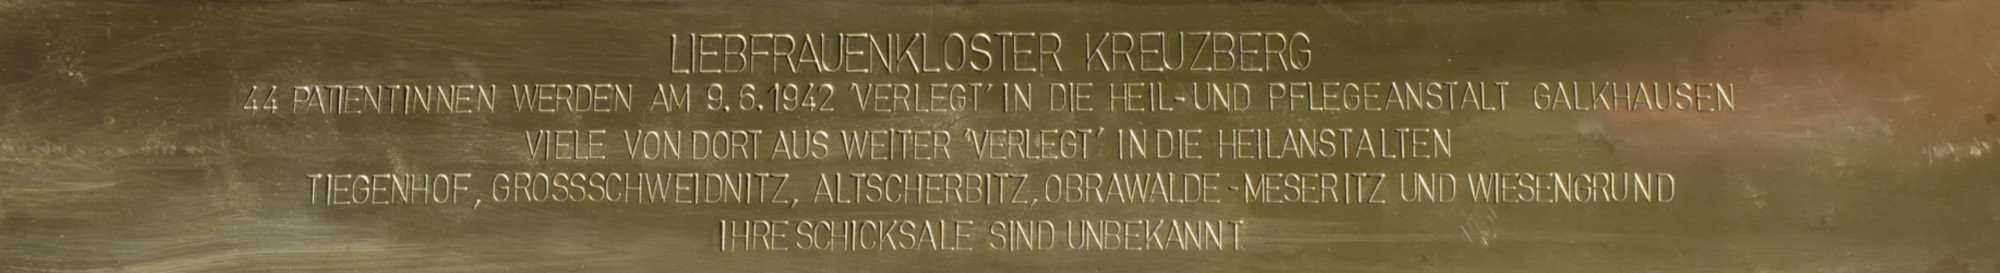 LIEBFRAUENKLOSTER KREUZBERG
44 PATIENTINNEN WERDEN AM 9.6.1942 'VERLEGT' IN DIE HEIL-UND PFLEGEANSTALT GALKHAUSEN
VIELE VON DORT AUS WEITER 'VERLEGT' IN DIE HEILANSTALTEN
TIEGENHOF, GROSSSCHWEIDNITZ, ALTSCHERBITZ, OBRAWALDE-MESERITZ UND WIESENGRUND
IHRE SCHICKSALE SIND UNBEKANNT